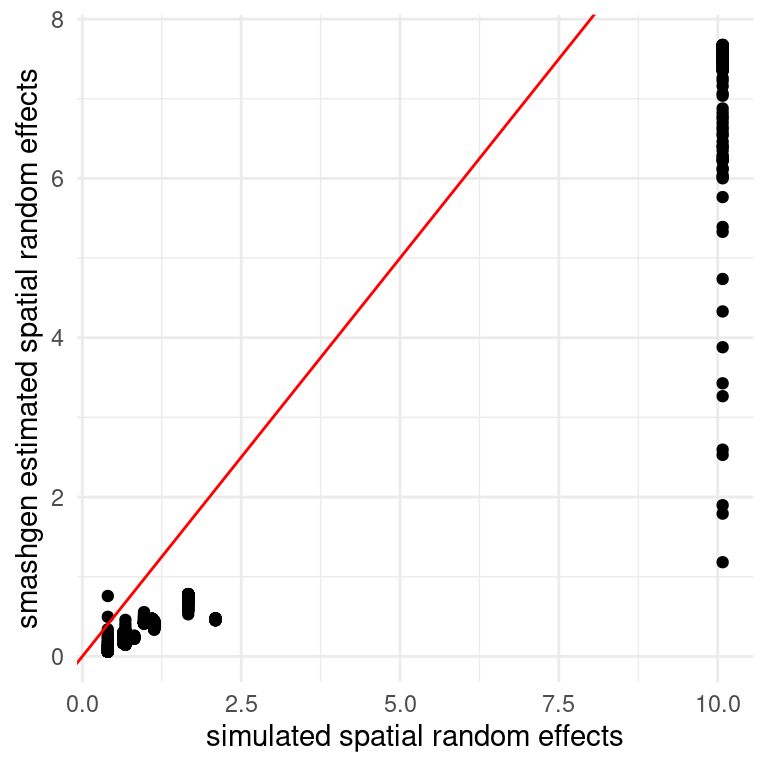 smashgen estimated spatial random effects
8
6
4
2
0
0.0 2.5 5.0 7.5 10.0
simulated spatial random effects